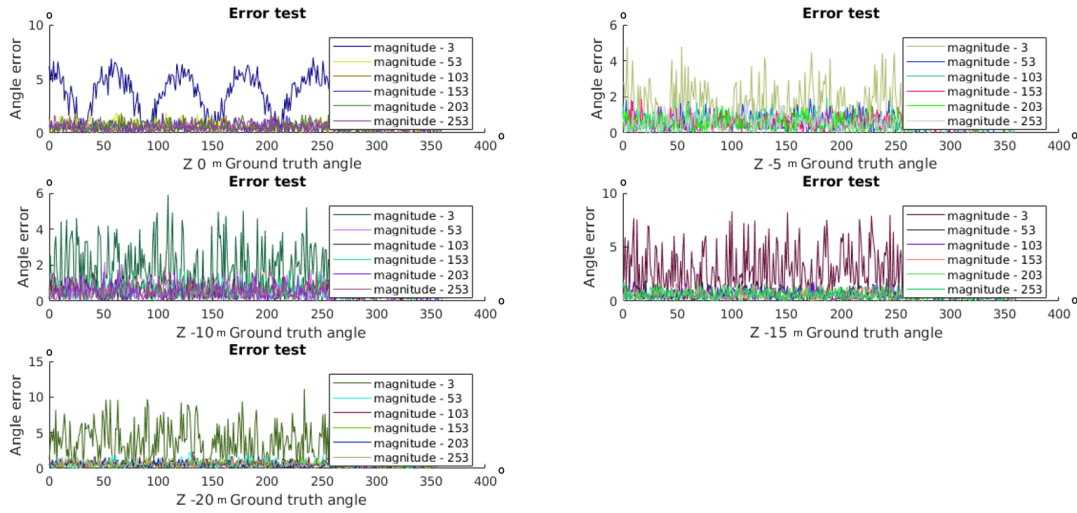 Error test
o
10
5
0
Angle error
magnitude - 3
magnitude - 53
magnitude - 103
magnitude - 153
magnitude - 203
magnitude - 253
0 50 100 150 200 250 300 350 400 o
Z 0 m Ground truth angle
Error test
o
6
4
2
0
Angle error
magnitude - 3
magnitude - 53
magnitude - 103
magnitude - 153
magnitude - 203
magnitude - 253
0 50 100 150 200 250 300 350 400 o
Z -5 m Ground truth angle
Error test
o
6
4
2
0
Angle error
magnitude - 3
magnitude - 53
magnitude - 103
magnitude - 153
magnitude - 203
magnitude - 253
0 50 100 150 200 250 300 350 400 o
Z -10 m Ground truth angle
Error test
o
10
5
0
Angle error
magnitude - 3
magnitude - 53
magnitude - 103
magnitude - 153
magnitude - 203
magnitude - 253
0 50 100 150 200 250 300 350 400 o
Z -15 m Ground truth angle
Error test
o
15
10
5
0
Angle error
magnitude - 3
magnitude - 53
magnitude - 103
magnitude - 153
magnitude - 203
magnitude - 253
0 50 100 150 200 250 300 350 400 o
Z -20 m Ground truth angle